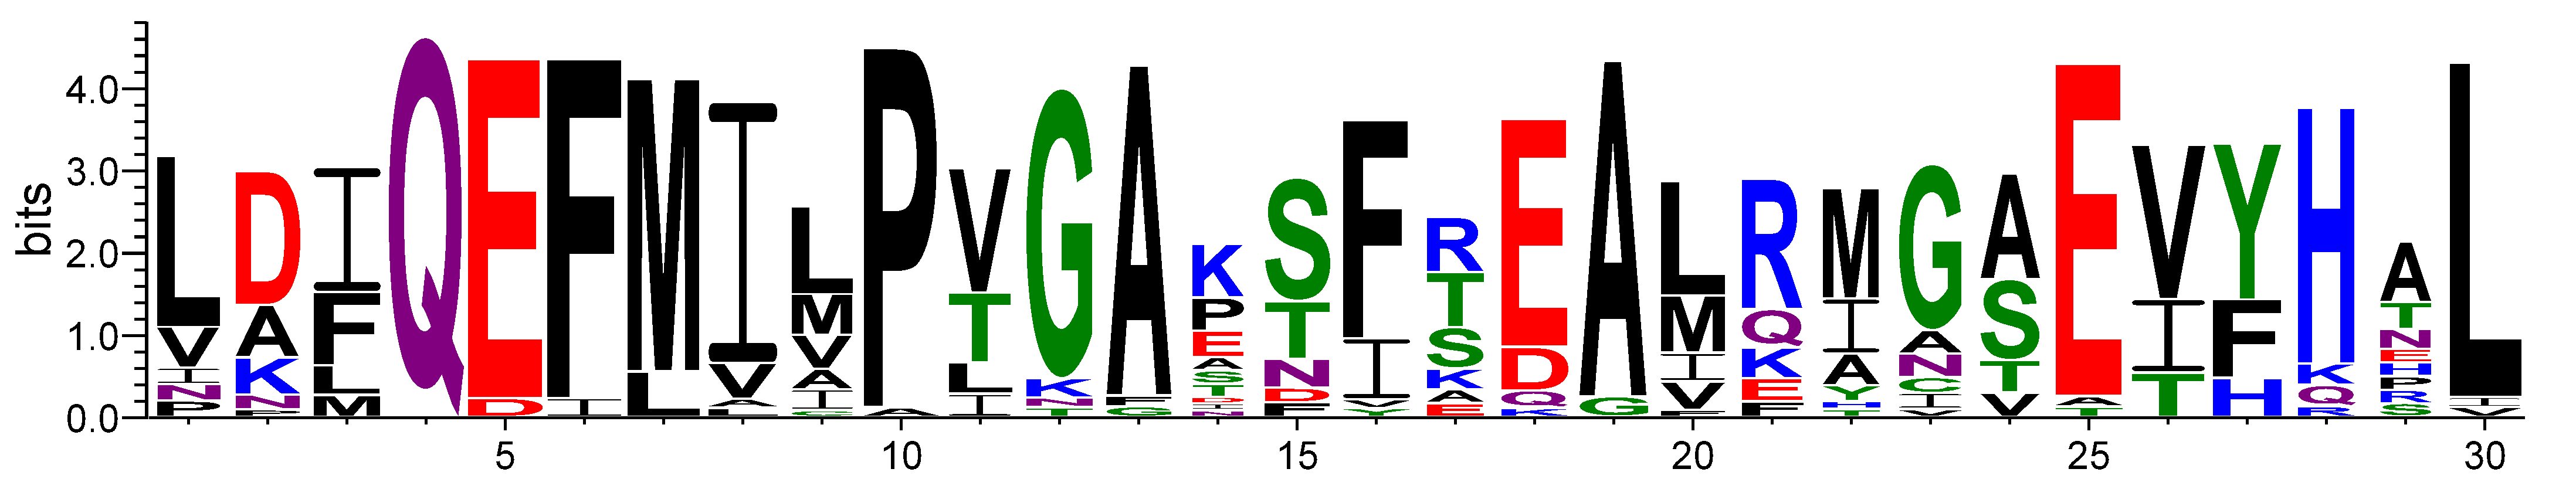 bits
4.0
3.0
2.0
1.0
0.0
L D I Q E F M I L P V G A K S F R E A L R M G A E V Y H A L
V A F D I L V M A T K F P T I T D G M Q I A S A I F K T I
I K L A V L N G E N V S Q I K A N T T T H Q N V
N N M A I T A D Y K K V E Y C V R E
P I S F A F H I H
T E T V P
R
S
5 10 15 20 25 30